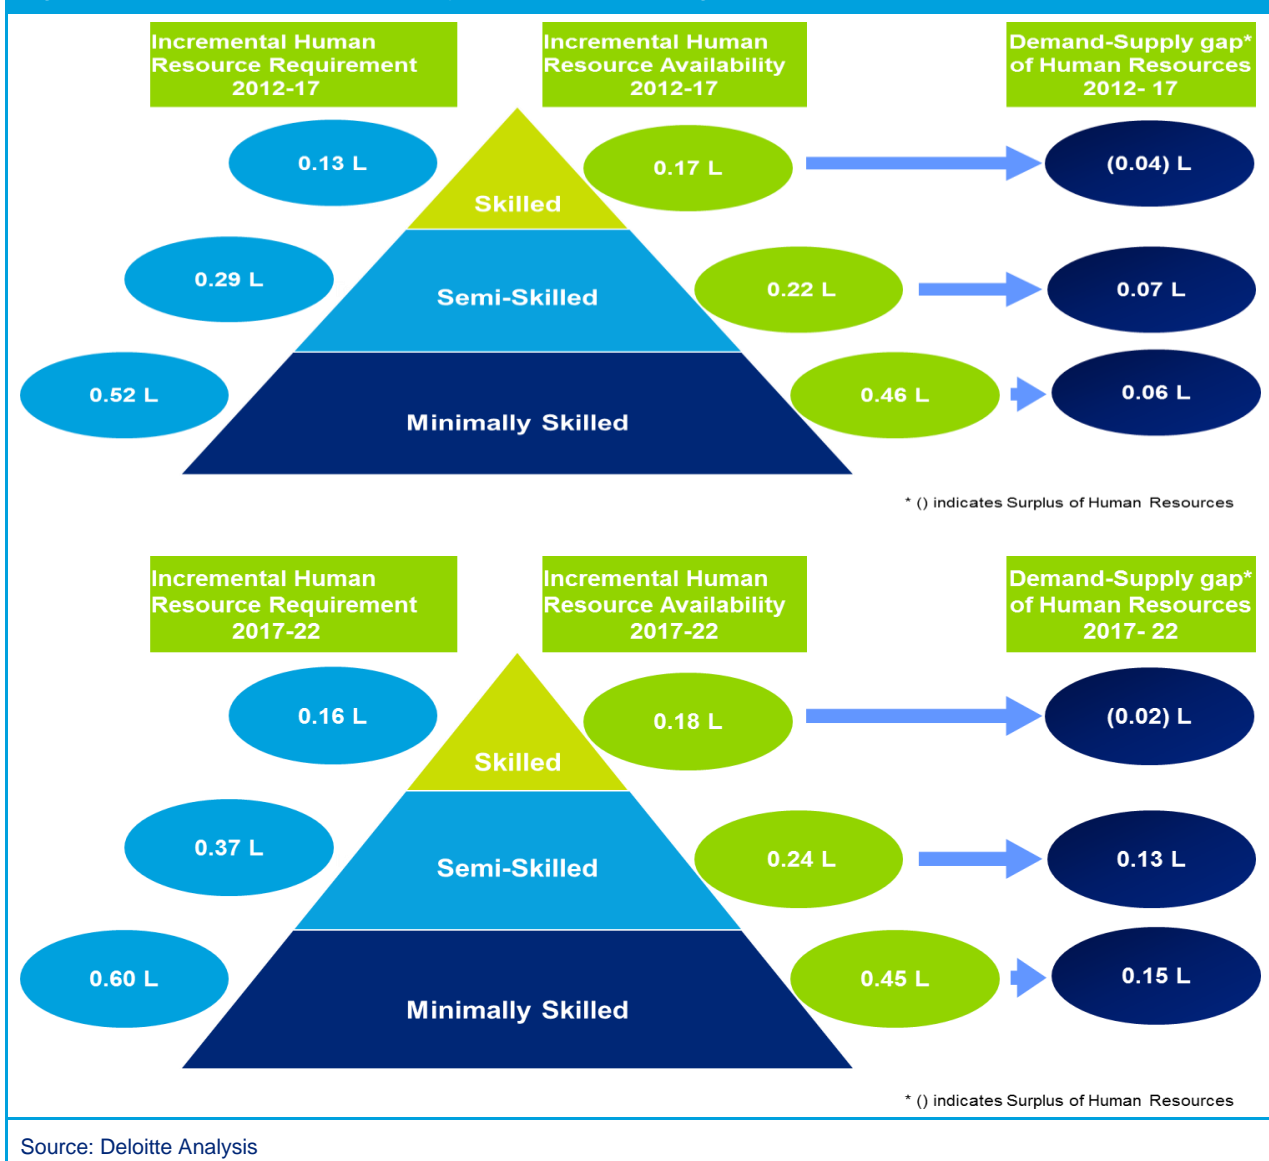 Incremental Human
Resource Requirement
2012-17
Incremental Human
Resource Availability
2012-17
Demand-Supply gap*
of Human Resources
2012- 17
0.13 L
Skilled
0.17 L
(0.04) L
0.29 L
Semi-Skilled
0.22 L
0.07 L
0.52 L
Minimally Skilled
0.46 L
0.06 L
* () indicates Surplus of Human Resources
Incremental Human
Resource Requirement
2017-22
Incremental Human
Resource Availability
2017-22
Demand-Supply gap*
of Human Resources
2017- 22
0.16 L
Skilled
0.18 L
(0.02) L
0.37 L
Semi-Skilled
0.24 L
0.13 L
0.60 L
Minimally Skilled
0.45 L
0.15 L
* () indicates Surplus of Human Resources
Source: Deloitte Analysis